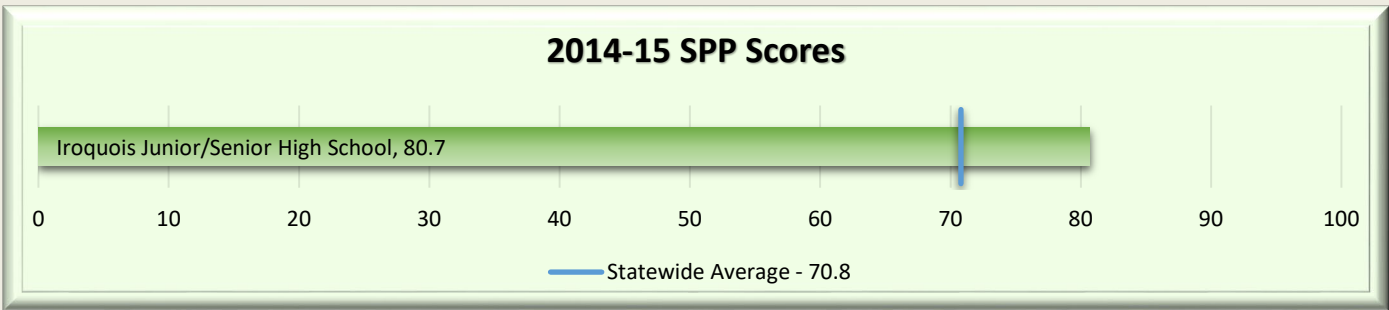 2014-15 SPP Scores
Iroquois Junior/Senior High School, 80.7
0 10 20 30 40 50 60 70 80 90 100
Statewide Average - 70.8